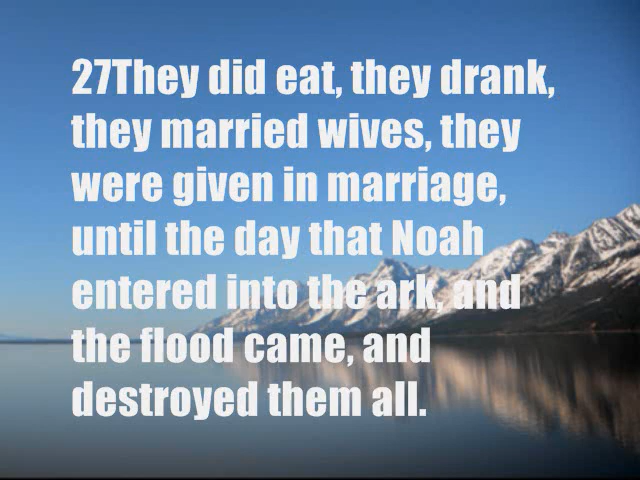 27They did eat, they drank,
they married wives, they
were given in marriage,
until the day that Noah
entered into the ark, and
the flood came, and
destroyed them all.